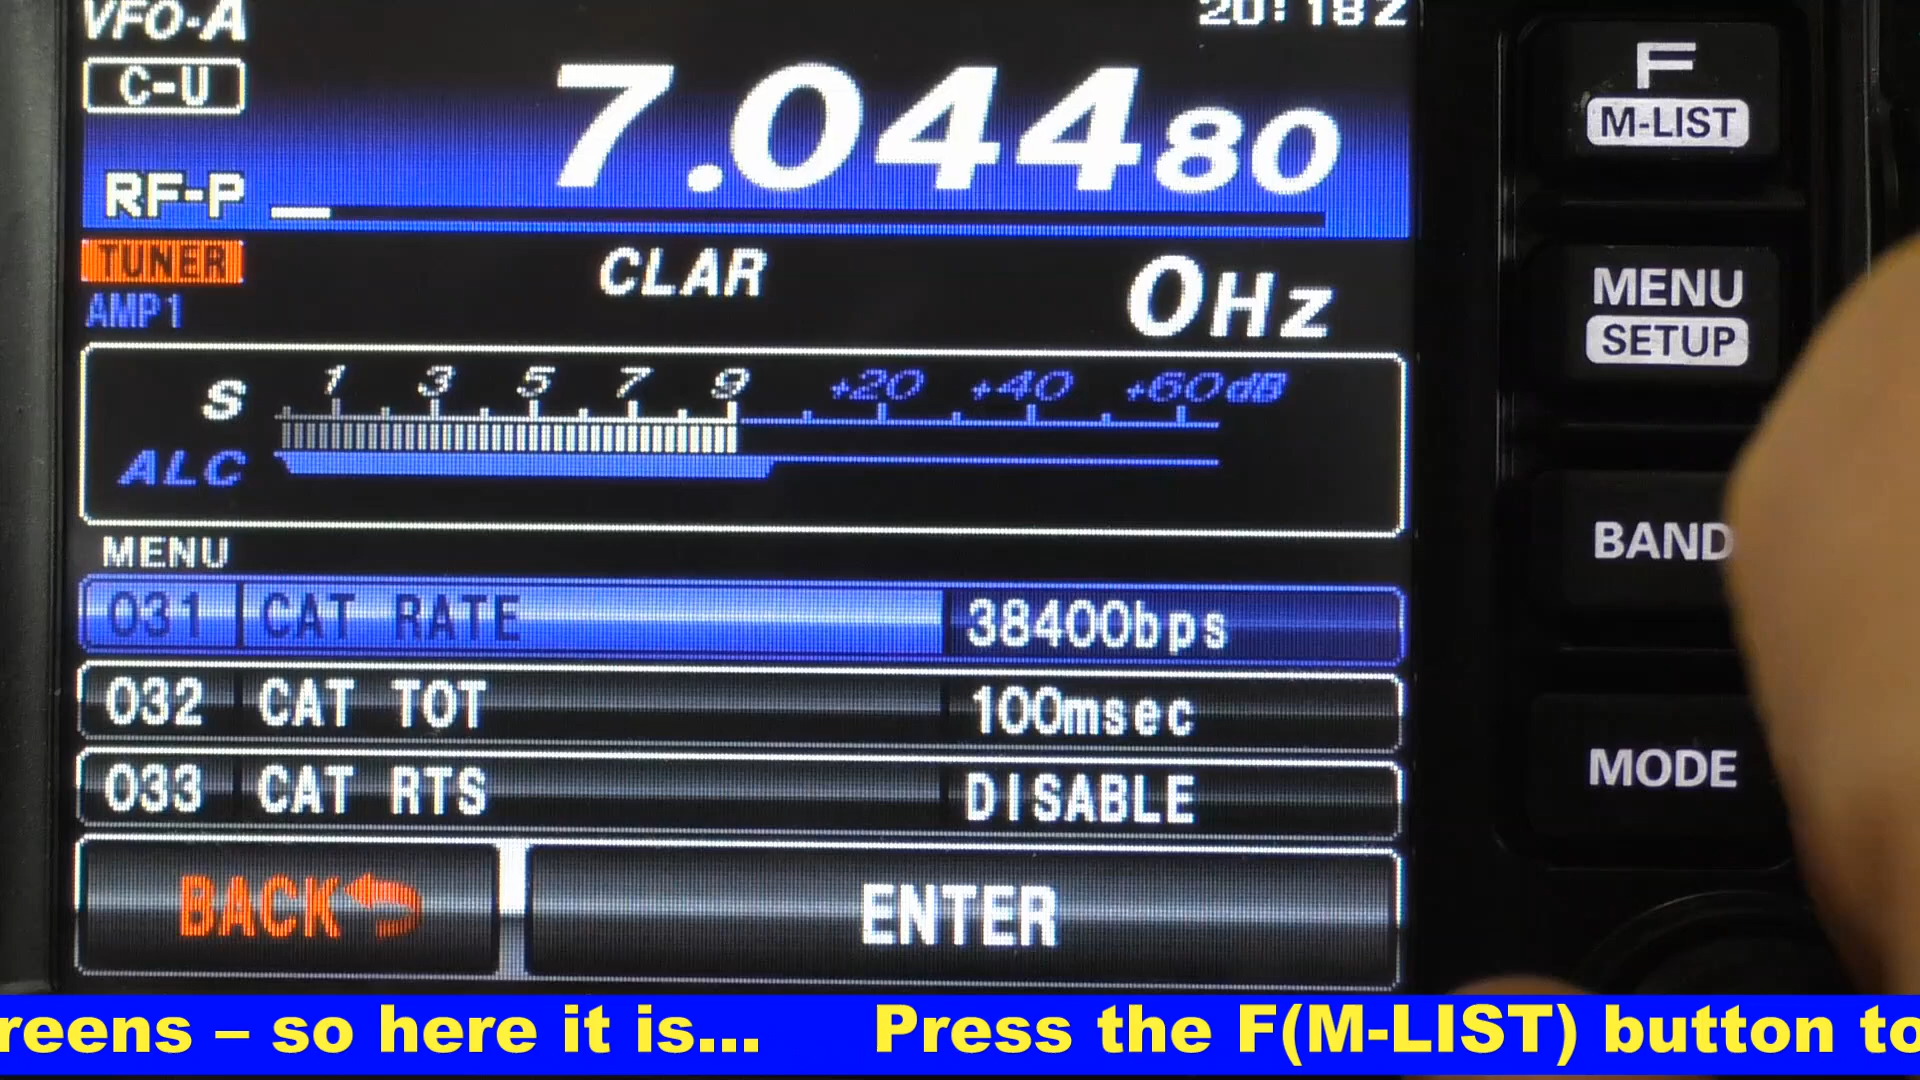 VFO-A
20:18Z
C-U
7.04480
RF-P
TUNER
CLAR
0Hz
AMP1
S 1 3 5 7 9 +20 +40 +60dB
ALC
MENU
031 CAT RATE 38400bps
032 CAT TOT 100msec
033 CAT RTS DISABLE
BACK ENTER
F
M-LIST
MENU
SETUP
BAND
MODE
reens – so here it is... Press the F(M-LIST) button to